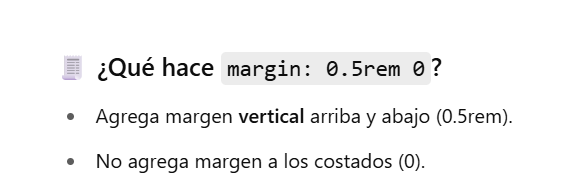 ¿Qué hace margin: 0.5rem 0?
Agrega margen vertical arriba y abajo (0.5rem).
No agrega margen a los costados (0).